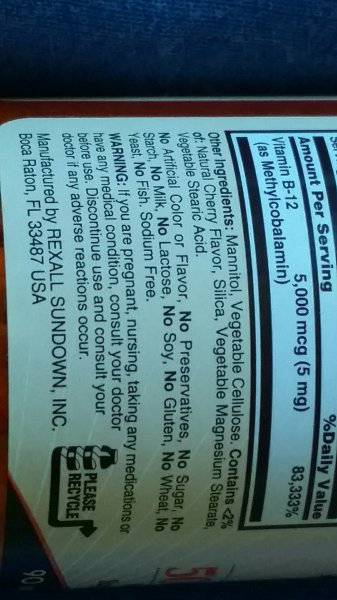 Amount Per Serving
%Daily Value
Vitamin B-12 5,000 mcg (5 mg) 83,333%
(as Methylcobalamin)
Other Ingredients: Mannitol, Vegetable Cellulose. Contains <2%
of: Natural Cherry Flavor, Silica, Vegetable Magnesium Stearate,
Vegetable Stearic Acid.
No Artificial Color or Flavor, No Preservatives, No Sugar, No
Starch, No Milk, No Lactose, No Soy, No Gluten, No Wheat, No
Yeast, No Fish. Sodium Free.
WARNING: If you are pregnant, nursing, taking any medications or
have any medical condition, consult your doctor
before use. Discontinue use and consult your
doctor if any adverse reactions occur.
Manufactured by REXALL SUNDOWN, INC.
Boca Raton, FL 33487 USA
PLEASE
RECYCLE
90